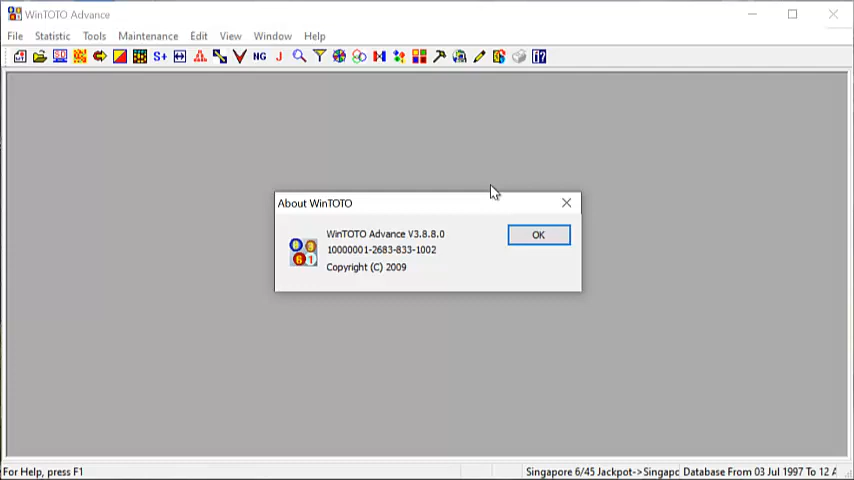 WinTOTO Advance
File Statistic Tools Maintenance Edit View Window Help
S+ NG J
About WinTOTO
WinTOTO Advance V3.8.8.0
10000001-2683-833-1002
Copyright (C) 2009
OK
For Help, press F1
Singapore 6/45 Jackpot->Singapc Database From 03 Jul 1997 To 12